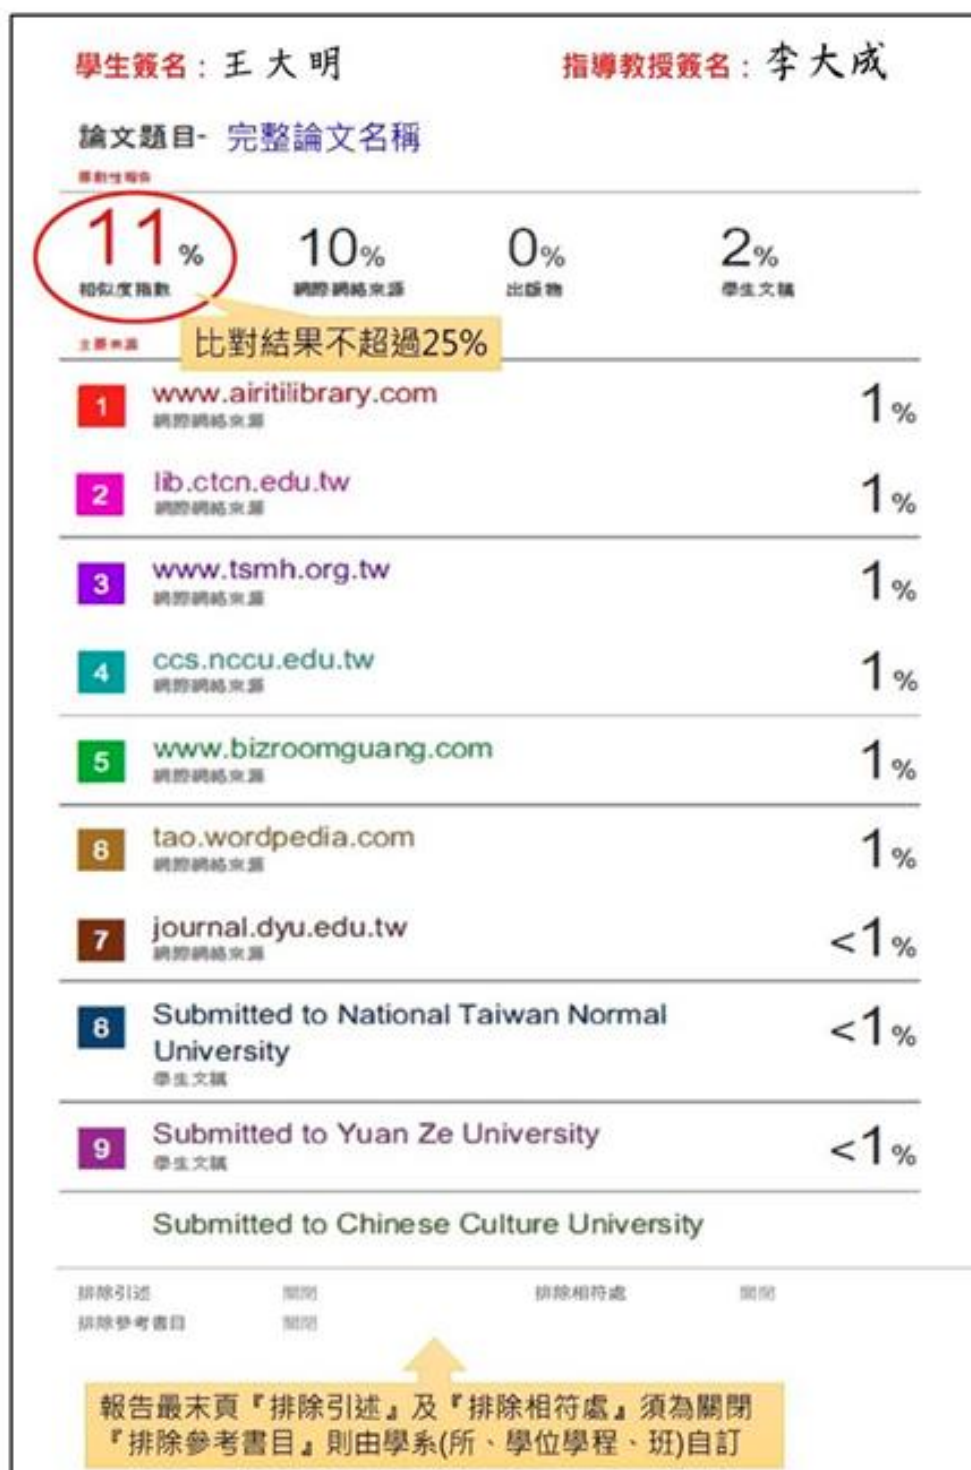 學生簽名：王大明 指導教授簽名：李大成
論文題目- 完整論文名稱
原創性報告
11% 10% 0% 2%
相似度指數 網際網絡來源 出版物 學生文稿
比對結果不超過25%
主要來源
1 www.airitilibrary.com 1%
網際網絡來源
2 lib.ctcn.edu.tw 1%
網際網絡來源
3 www.tsmh.org.tw 1%
網際網絡來源
4 ccs.nccu.edu.tw 1%
網際網絡來源
5 www.bizroomguang.com 1%
網際網絡來源
8 tao.wordpedia.com 1%
網際網絡來源
7 journal.dyu.edu.tw <1%
網際網絡來源
8 Submitted to National Taiwan Normal <1%
University
學生文稿
9 Submitted to Yuan Ze University <1%
學生文稿
Submitted to Chinese Culture University
排除引述 關閉 排除相符處 關閉
排除參考書目 關閉
報告最末頁『排除引述』及『排除相符處』須為關閉
『排除參考書目』則由學系(所、學位學程、班)自訂